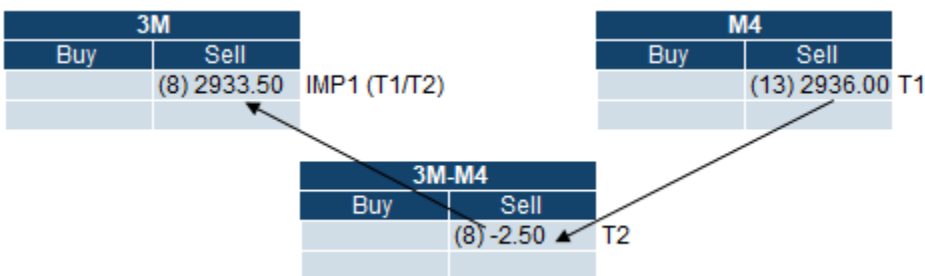 3M M4
Buy Sell Buy Sell
(8) 2933.50 IMP1 (T1/T2) (13) 2936.00 T1
3M-M4
Buy Sell
(8) -2.50 T2